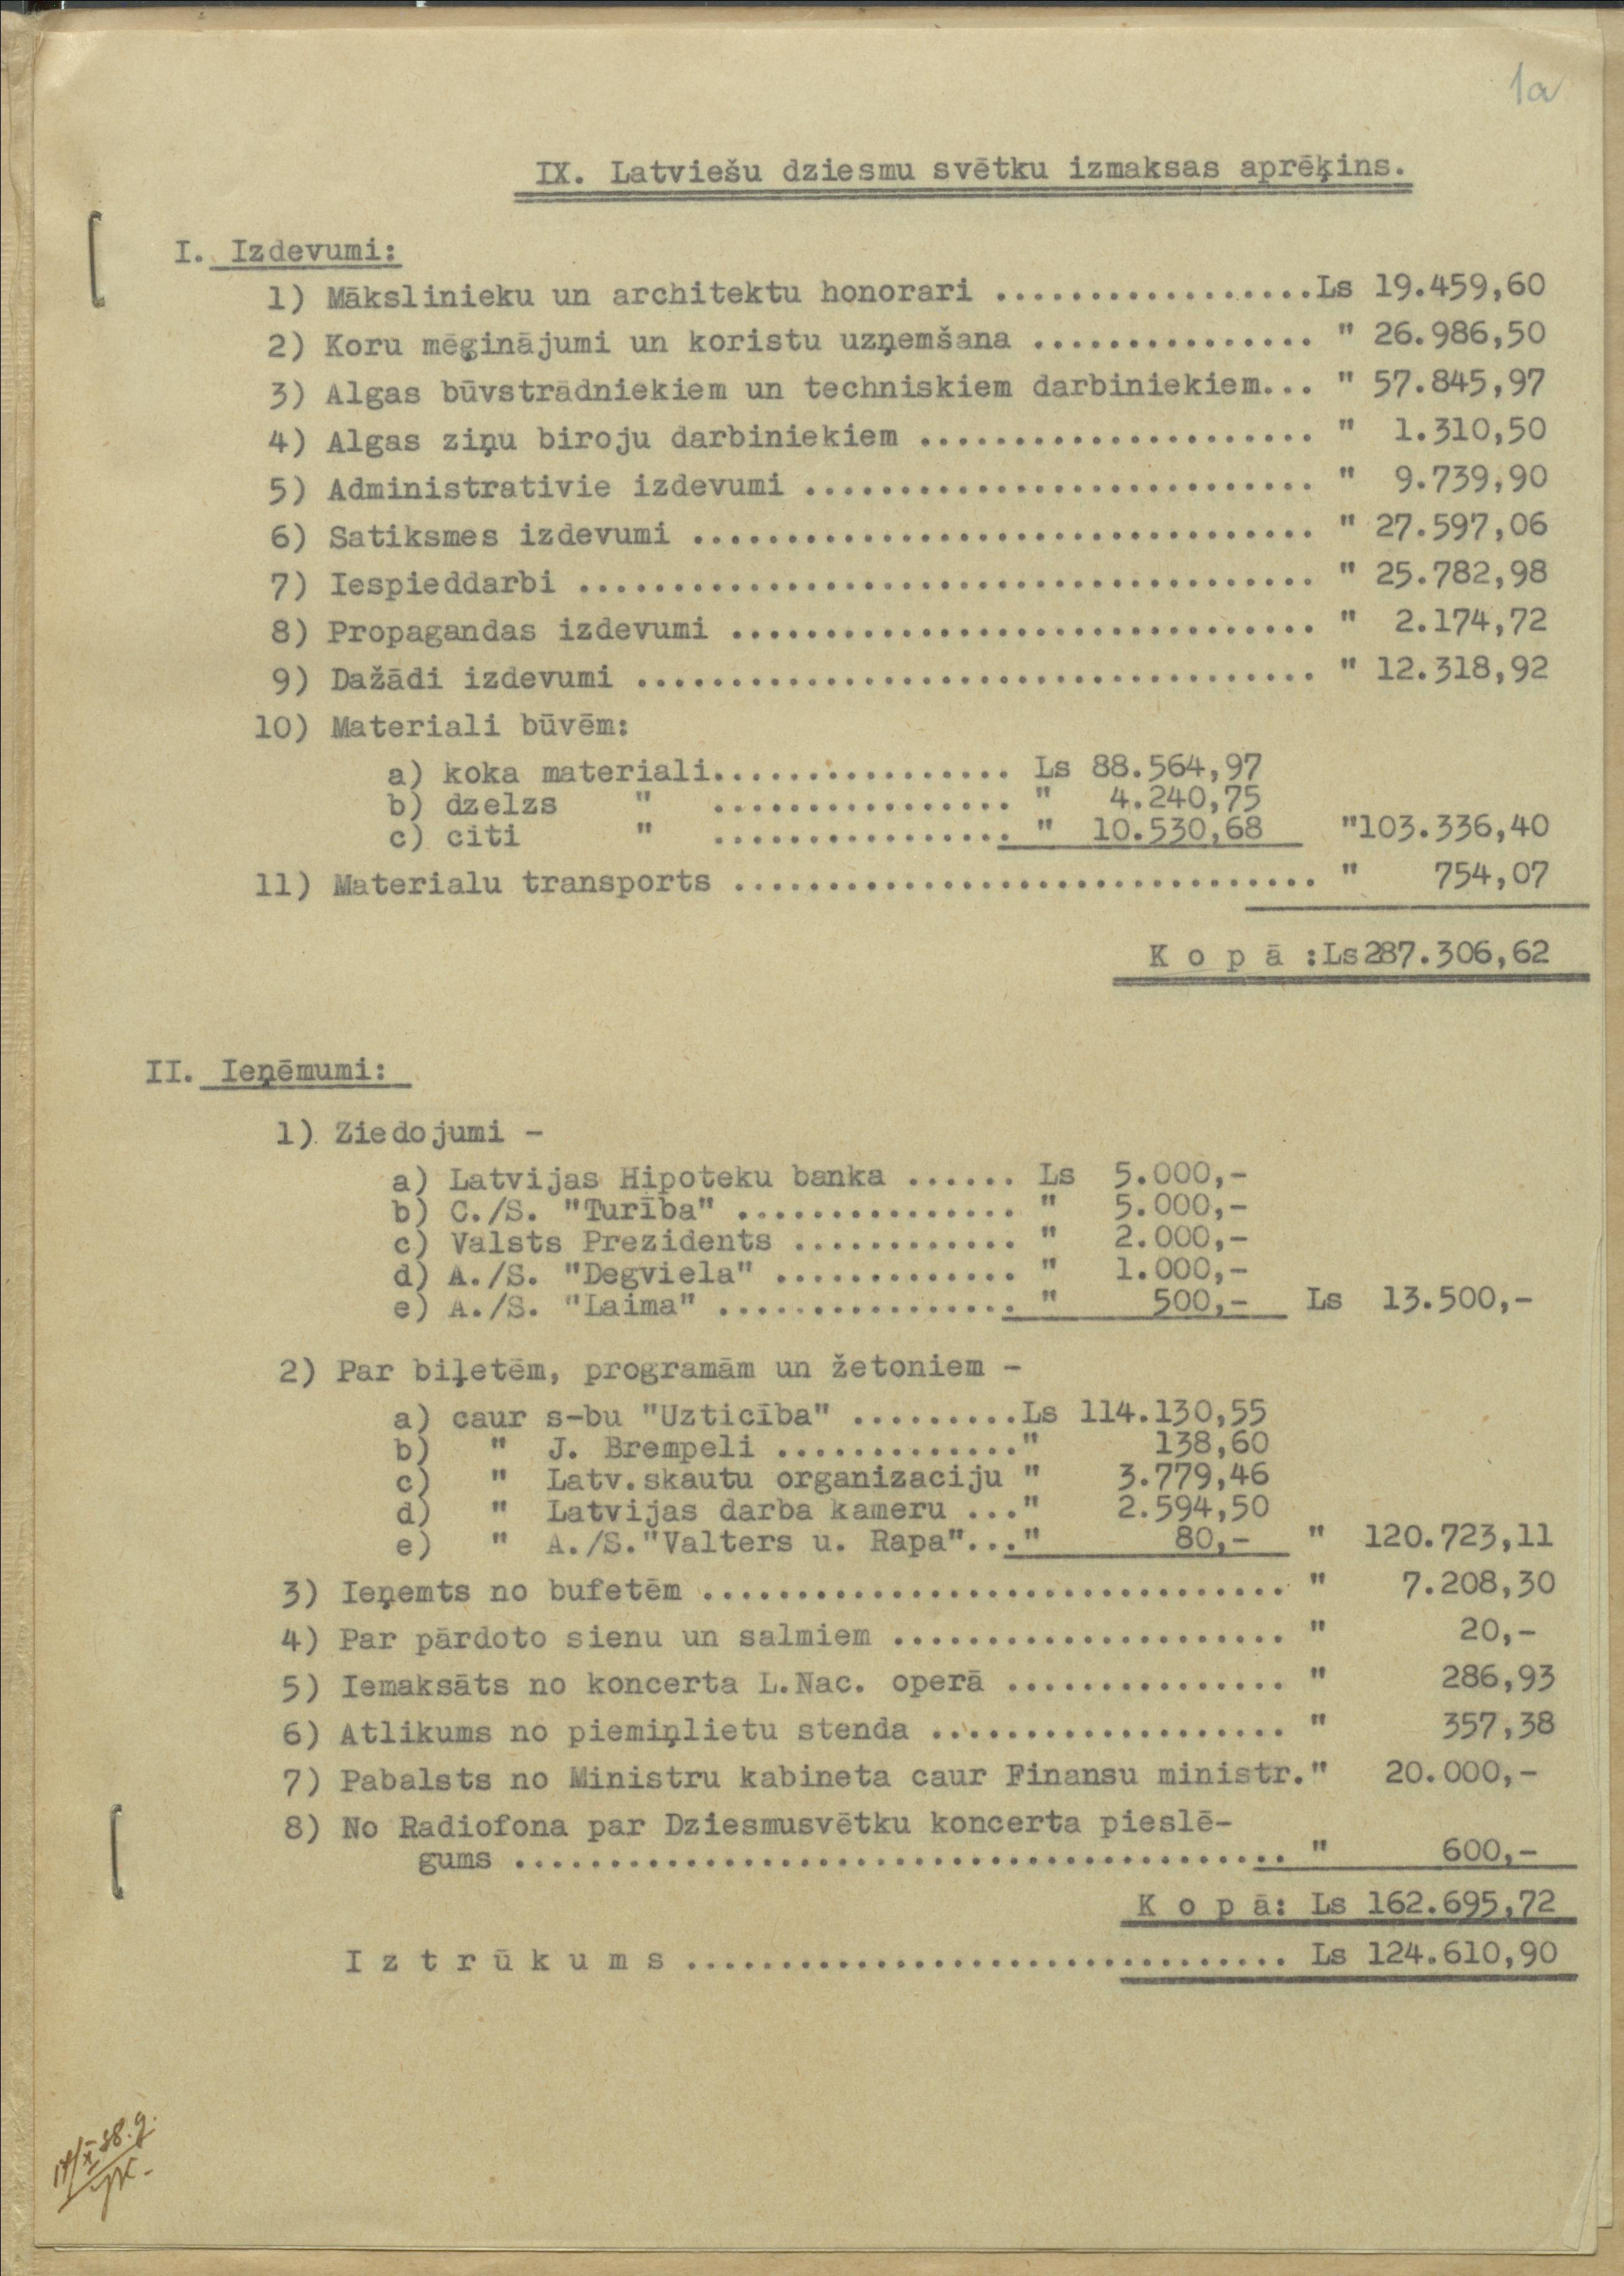 1a
IX. Latviešu dziesmu svētku izmaksas aprēķins.
I. Izdevumi:
1) Mākslinieku un architektu honorari .................Ls 19.459,60
2) Koru mēģinājumi un koristu uzņemšana ............... " 26.986,50
3) Algas būvstrādniekiem un techniskiem darbiniekiem... " 57.845,97
4) Algas ziņu biroju darbiniekiem ..................... " 1.310,50
5) Administrativie izdevumi ........................... " 9.739,90
6) Satiksmes izdevumi ................................. " 27.597,06
7) Iespieddarbi ....................................... " 25.782,98
8) Propagandas izdevumi ............................... " 2.174,72
9) Dažādi izdevumi .................................... " 12.318,92
10) Materiali būvēm:
a) koka materiali................ Ls 88.564,97
b) dzelzs " ................ " 4.240,75
c) citi " ................ " 10.530,68 "103.336,40
11) Materialu transports ............................... " 754,07
K o p ā :Ls287.306,62
II. Ieņēmumi:
1) Ziedojumi -
a) Latvijas Hipoteku banka ...... Ls 5.000,-
b) C./S. "Turība" ............... " 5.000,-
c) Valsts Prezidents ............ " 2.000,-
d) A./S. "Degviela" ............. " 1.000,-
e) A./S. "Laima" ................ " 500,- Ls 13.500,-
2) Par biļetēm, programām un žetoniem -
a) caur s-bu "Uzticība" .........Ls 114.130,55
b) " J. Brempeli ............." 138,60
c) " Latv.skautu organizaciju " 3.779,46
d) " Latvijas darba kameru ..." 2.594,50
e) " A./S."Valters u. Rapa"..." 80,- " 120.723,11
3) Ieņemts no bufetēm ............................... " 7.208,30
4) Par pārdoto sienu un salmiem ..................... " 20,-
5) Iemaksāts no koncerta L.Nac. operā ............... " 286,93
6) Atlikums no piemiņlietu stenda ................... " 357,38
7) Pabalsts no Ministru kabineta caur Finansu ministr." 20.000,-
8) No Radiofona par Dziesmusvētku koncerta pieslē-
gums ......................................... " 600,-
K o p ā: Ls 162.695,72
I z t r ū k u m s ................................ Ls 124.610,90